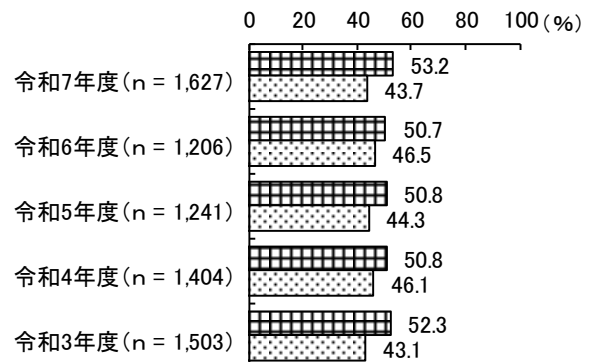 0 20 40 60 80 100(%)
令和7年度(ｎ = 1,627) 53.2
43.7
令和6年度(ｎ = 1,206) 50.7
46.5
令和5年度(ｎ = 1,241) 50.8
44.3
令和4年度(ｎ = 1,404) 50.8
46.1
令和3年度(ｎ = 1,503) 52.3
43.1